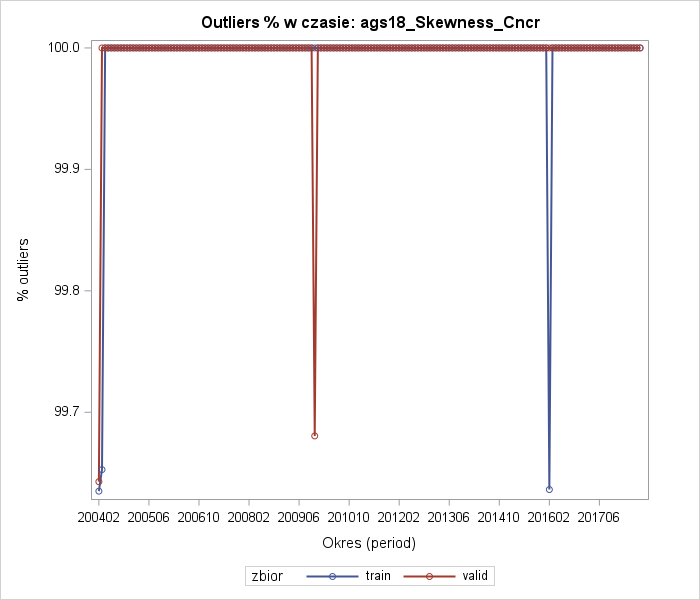 Outliers % w czasie: ags18_Skewness_Cncr
100.0
99.9
99.8
99.7
% outliers
200402 200506 200610 200802 200906 201010 201202 201306 201410 201602 201706
Okres (period)
zbior train valid